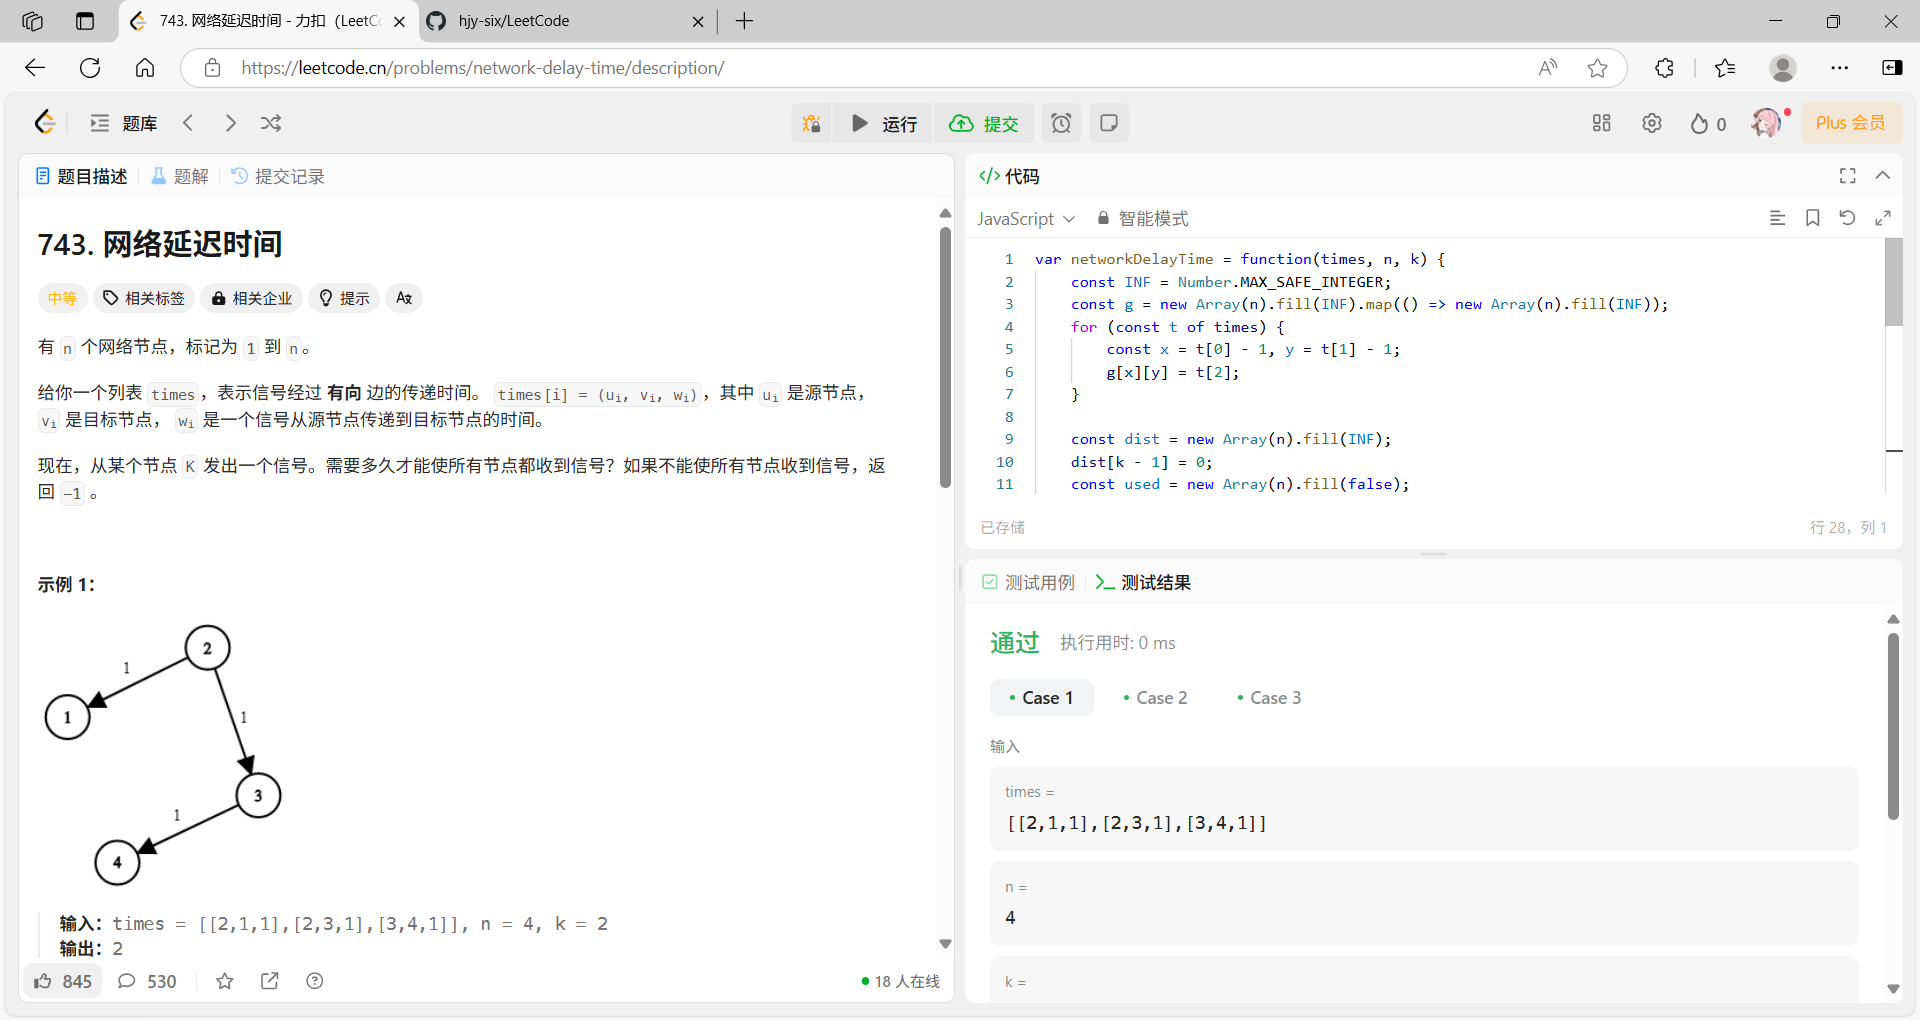 743. 网络延迟时间 - 力扣（LeetC
hjy-six/LeetCode
https://leetcode.cn/problems/network-delay-time/description/
题库
运行
提交
0
Plus 会员
题目描述
题解
提交记录
743. 网络延迟时间
中等
相关标签
相关企业
提示
有 n 个网络节点，标记为 1 到 n。
给你一个列表 times，表示信号经过 有向 边的传递时间。 times[i] = (ui, vi, wi)，其中 ui 是源节点，
vi 是目标节点， wi 是一个信号从源节点传递到目标节点的时间。
现在，从某个节点 K 发出一个信号。需要多久才能使所有节点都收到信号？如果不能使所有节点收到信号，返
回 -1 。
示例 1：
2
1
1
1
3
1
4
输入：times = [[2,1,1],[2,3,1],[3,4,1]], n = 4, k = 2
输出：2
845
530
18 人在线
代码
JavaScript
智能模式
1 var networkDelayTime = function(times, n, k) {
2 const INF = Number.MAX_SAFE_INTEGER;
3 const g = new Array(n).fill(INF).map(() => new Array(n).fill(INF));
4 for (const t of times) {
5 const x = t[0] - 1, y = t[1] - 1;
6 g[x][y] = t[2];
7 }
8
9 const dist = new Array(n).fill(INF);
10 dist[k - 1] = 0;
11 const used = new Array(n).fill(false);
已存储
行 28，列 1
测试用例
测试结果
通过
执行用时: 0 ms
Case 1
Case 2
Case 3
输入
times =
[[2,1,1],[2,3,1],[3,4,1]]
n =
4
k =